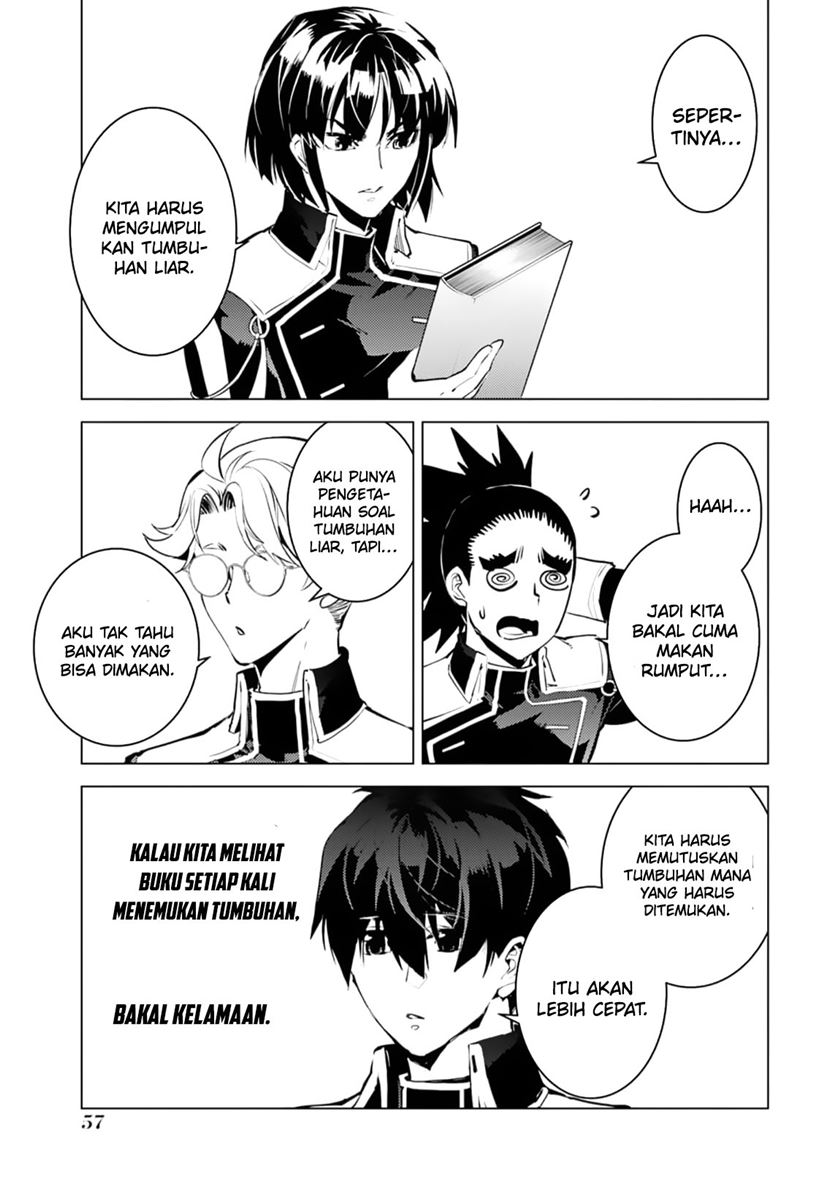 SEPER-
TINYA...
KITA HARUS
MENGUMPUL
KAN TUMBU-
HAN LIAR.
HAAH...
JADI KITA
BAKAL CUMA
MAKAN
RUMPUT...
AKU PUNYA
PENGETA-
HUAN SOAL
TUMBUHAN
LIAR, TAPI...
AKU TAK TAHU
BANYAK YANG
BISA DIMAKAN.
KITA HARUS
MEMUTUSKAN
TUMBUHAN MANA
YANG HARUS
DITEMUKAN.
ITU AKAN
LEBIH CEPAT.
KALAU KITA MELIHAT
BUKU SETIAP KALI
MENEMUKAN TUMBUHAN,
BAKAL KELAMAAN.
57